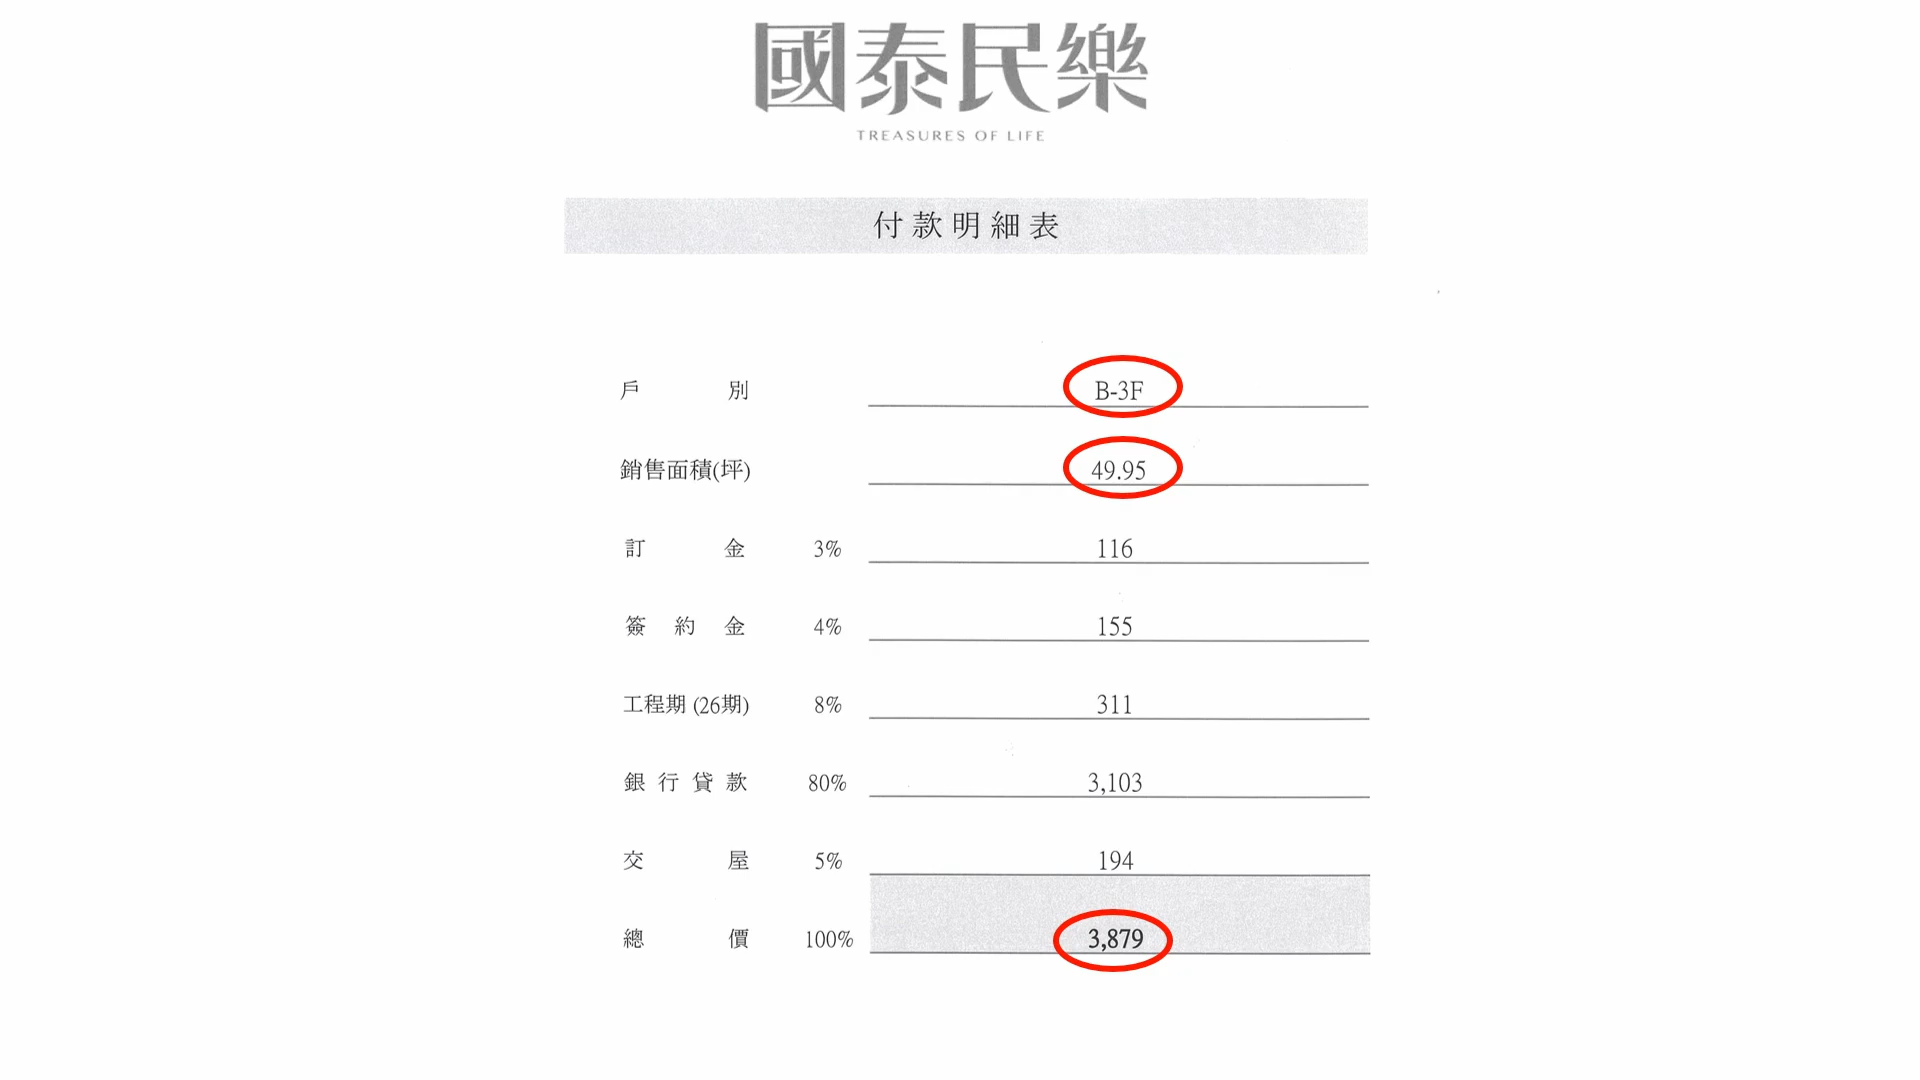 國泰民樂
TREASURES OF LIFE
付款明細表
戶別 B-3F
銷售面積(坪) 49.95
訂金 3% 116
簽約金 4% 155
工程期 (26期) 8% 311
銀行貸款 80% 3,103
交屋 5% 194
總價 100% 3,879